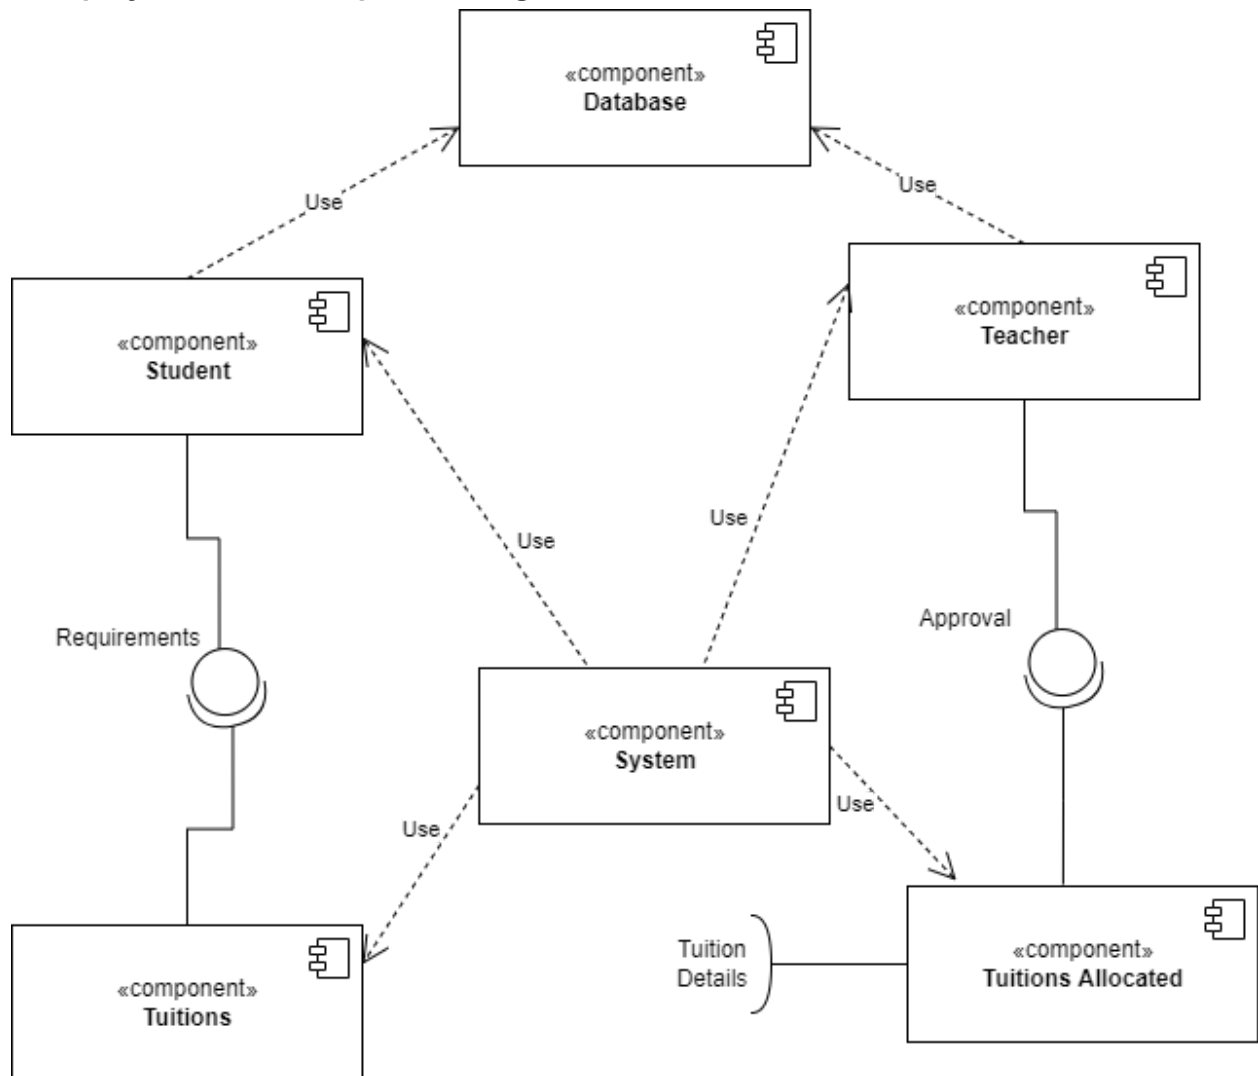 «component»
Database
Use
Use
«component»
Student
«component»
Teacher
Use
Use
Requirements
Approval
«component»
System
Use
Use
«component»
Tuitions
Tuition
Details
«component»
Tuitions Allocated